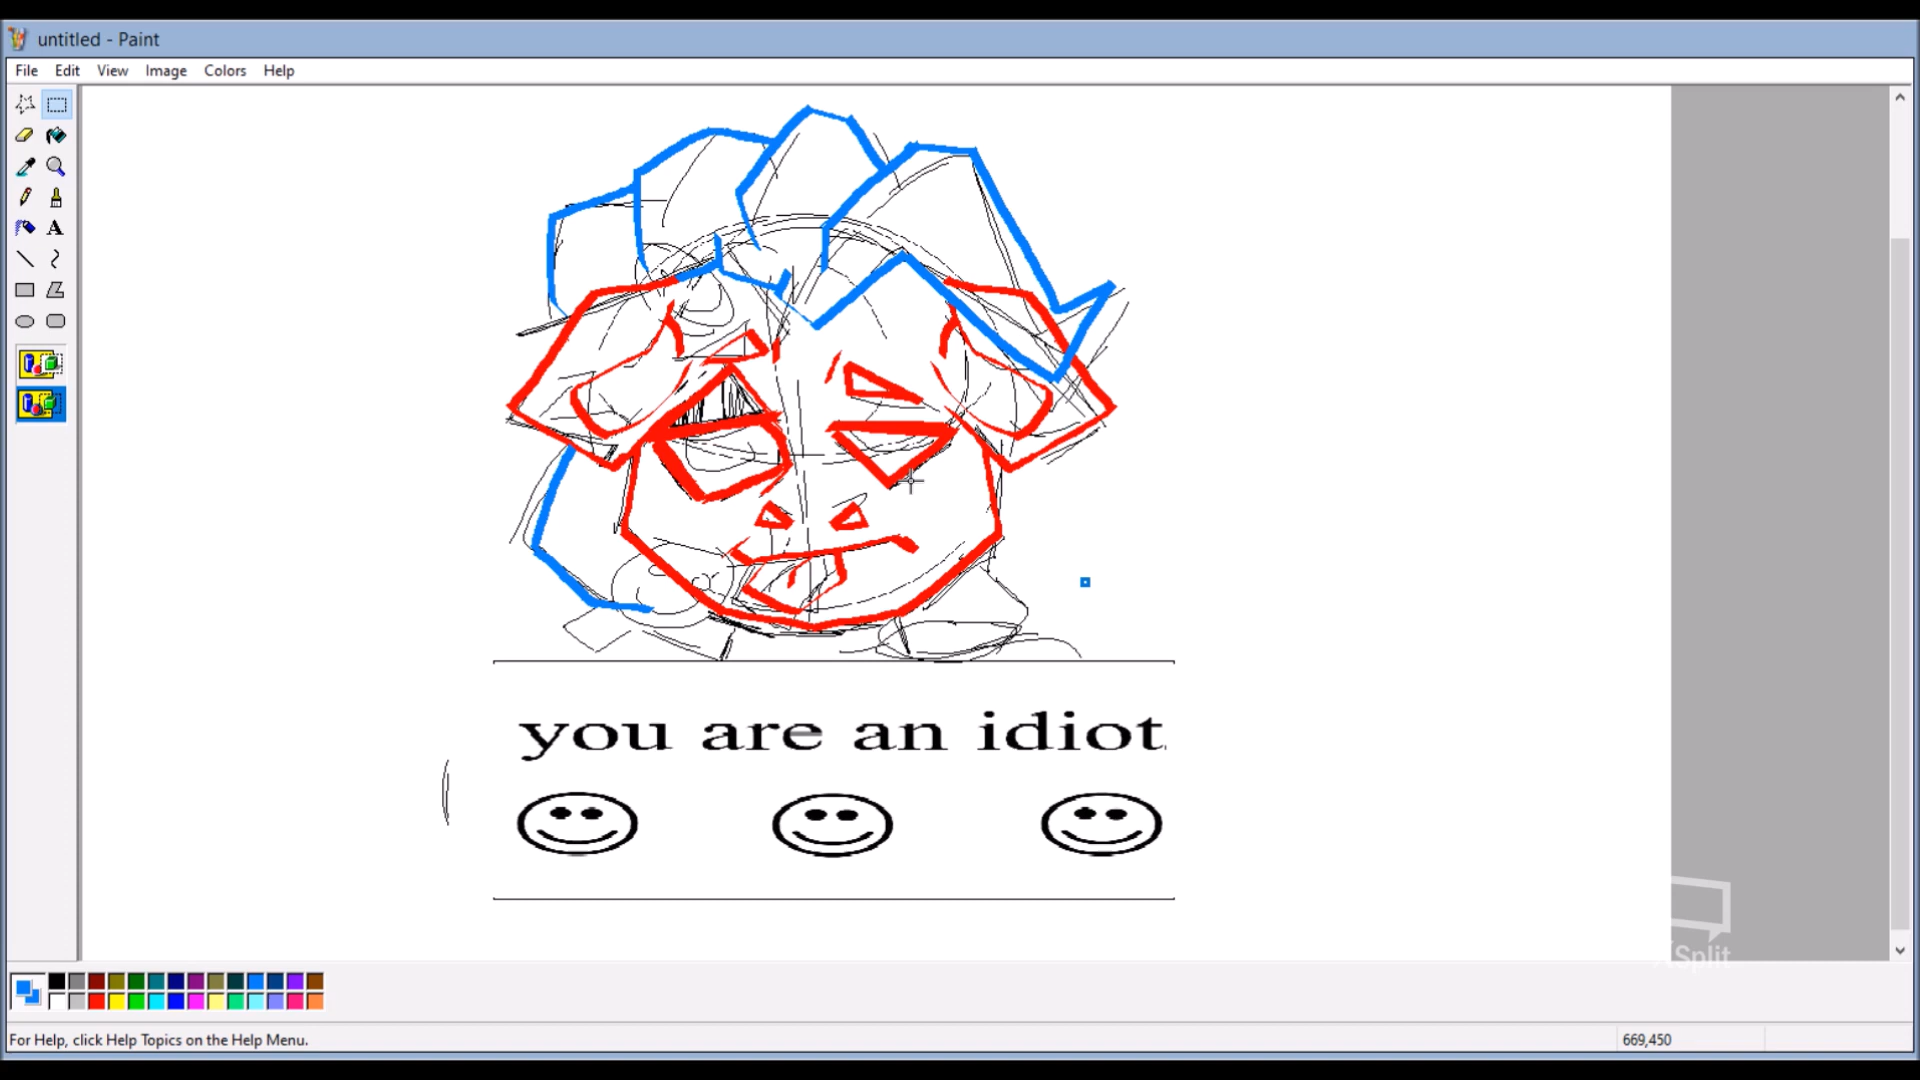 untitled - Paint
File Edit View Image Colors Help
A
you are an idiot
XSplit
For Help, click Help Topics on the Help Menu.
669,450